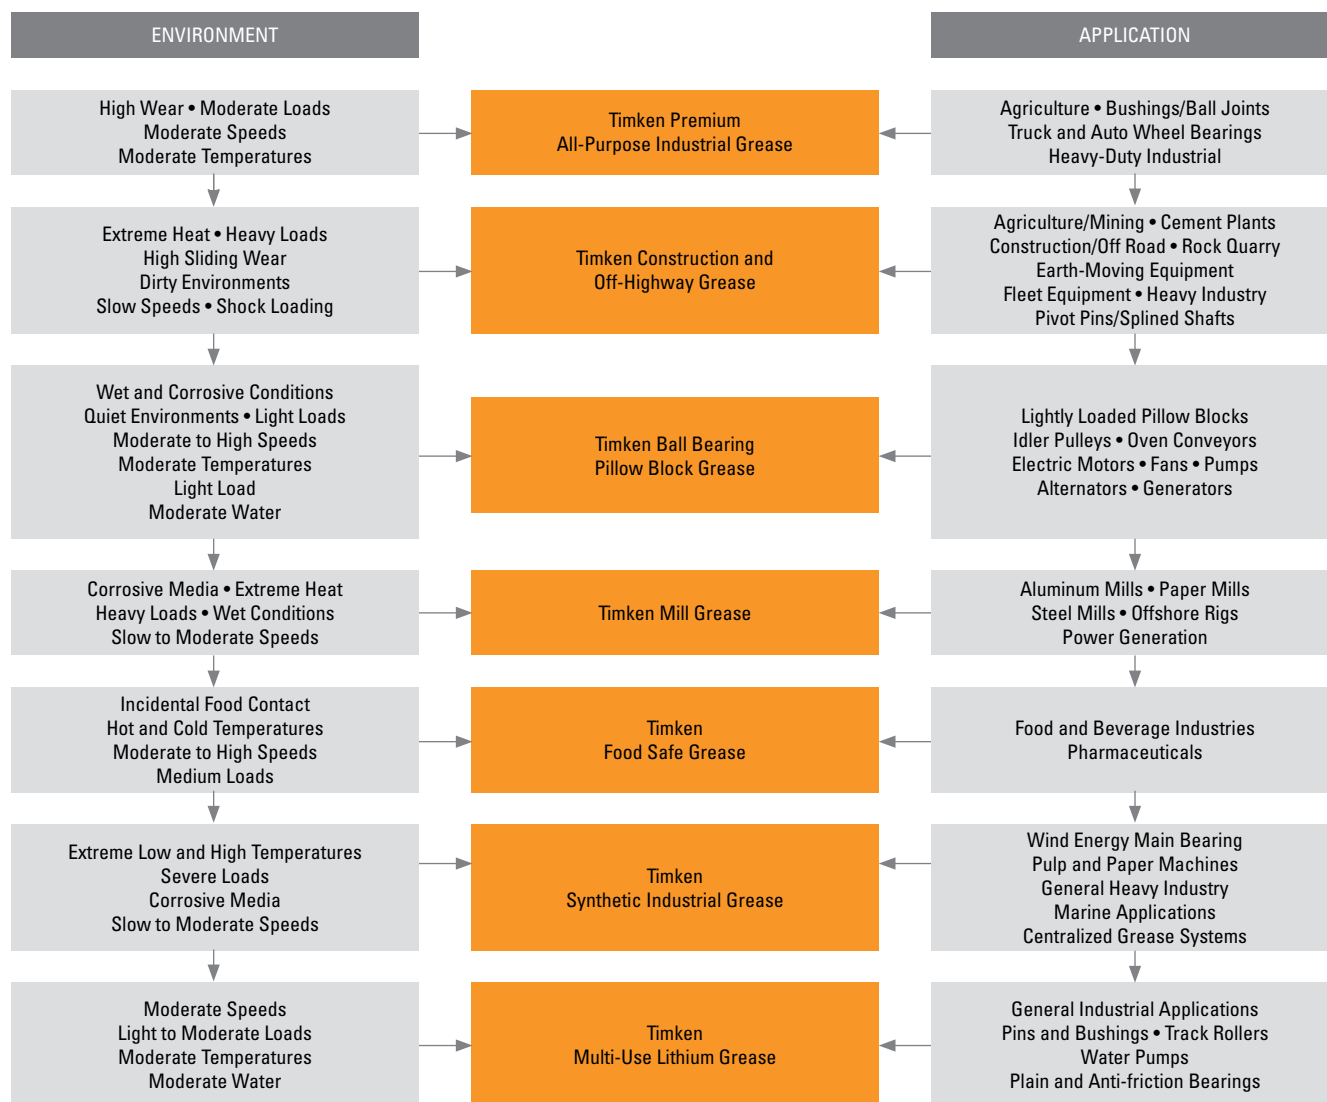 ENVIRONMENT
APPLICATION
High Wear • Moderate Loads
Moderate Speeds
Moderate Temperatures
Timken Premium
All-Purpose Industrial Grease
Agriculture • Bushings/Ball Joints
Truck and Auto Wheel Bearings
Heavy-Duty Industrial
Extreme Heat • Heavy Loads
High Sliding Wear
Dirty Environments
Slow Speeds • Shock Loading
Timken Construction and
Off-Highway Grease
Agriculture/Mining • Cement Plants
Construction/Off Road • Rock Quarry
Earth-Moving Equipment
Fleet Equipment • Heavy Industry
Pivot Pins/Splined Shafts
Wet and Corrosive Conditions
Quiet Environments • Light Loads
Moderate to High Speeds
Moderate Temperatures
Light Load
Moderate Water
Timken Ball Bearing
Pillow Block Grease
Lightly Loaded Pillow Blocks
Idler Pulleys • Oven Conveyors
Electric Motors • Fans • Pumps
Alternators • Generators
Corrosive Media • Extreme Heat
Heavy Loads • Wet Conditions
Slow to Moderate Speeds
Timken Mill Grease
Aluminum Mills • Paper Mills
Steel Mills • Offshore Rigs
Power Generation
Incidental Food Contact
Hot and Cold Temperatures
Moderate to High Speeds
Medium Loads
Timken
Food Safe Grease
Food and Beverage Industries
Pharmaceuticals
Extreme Low and High Temperatures
Severe Loads
Corrosive Media
Slow to Moderate Speeds
Timken
Synthetic Industrial Grease
Wind Energy Main Bearing
Pulp and Paper Machines
General Heavy Industry
Marine Applications
Centralized Grease Systems
Moderate Speeds
Light to Moderate Loads
Moderate Temperatures
Moderate Water
Timken
Multi-Use Lithium Grease
General Industrial Applications
Pins and Bushings • Track Rollers
Water Pumps
Plain and Anti-friction Bearings